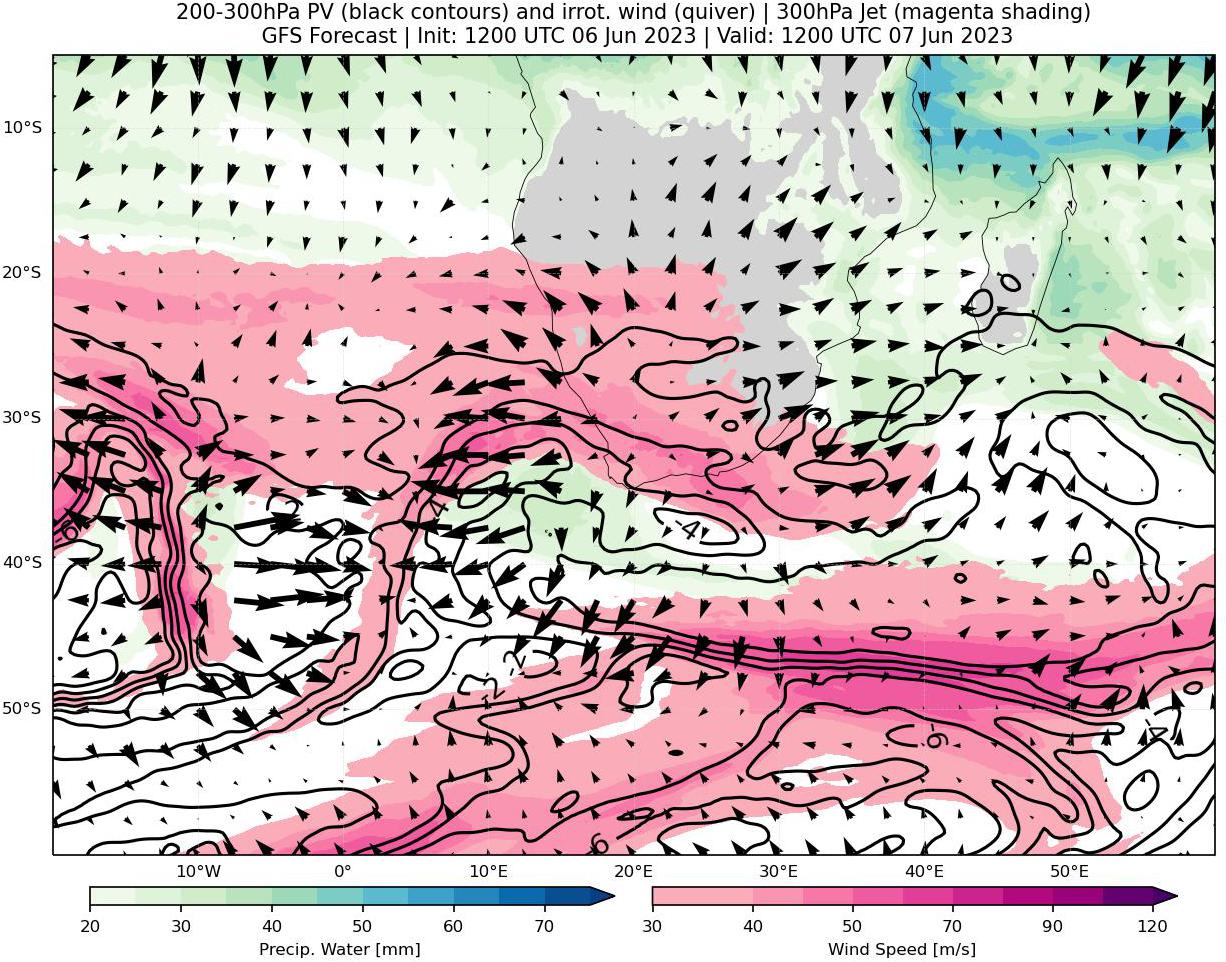 200-300hPa PV (black contours) and irrot. wind (quiver) | 300hPa Jet (magenta shading)
GFS Forecast | Init: 1200 UTC 06 Jun 2023 | Valid: 1200 UTC 07 Jun 2023
10°S
20°S
30°S
-4
40°S
-2
-2
50°S
-6
-4
10°W 0° 10°E 20°E 30°E 40°E 50°E
20 30 40 50 60 70
30 40 50 70 90 120
Precip. Water [mm]
Wind Speed [m/s]